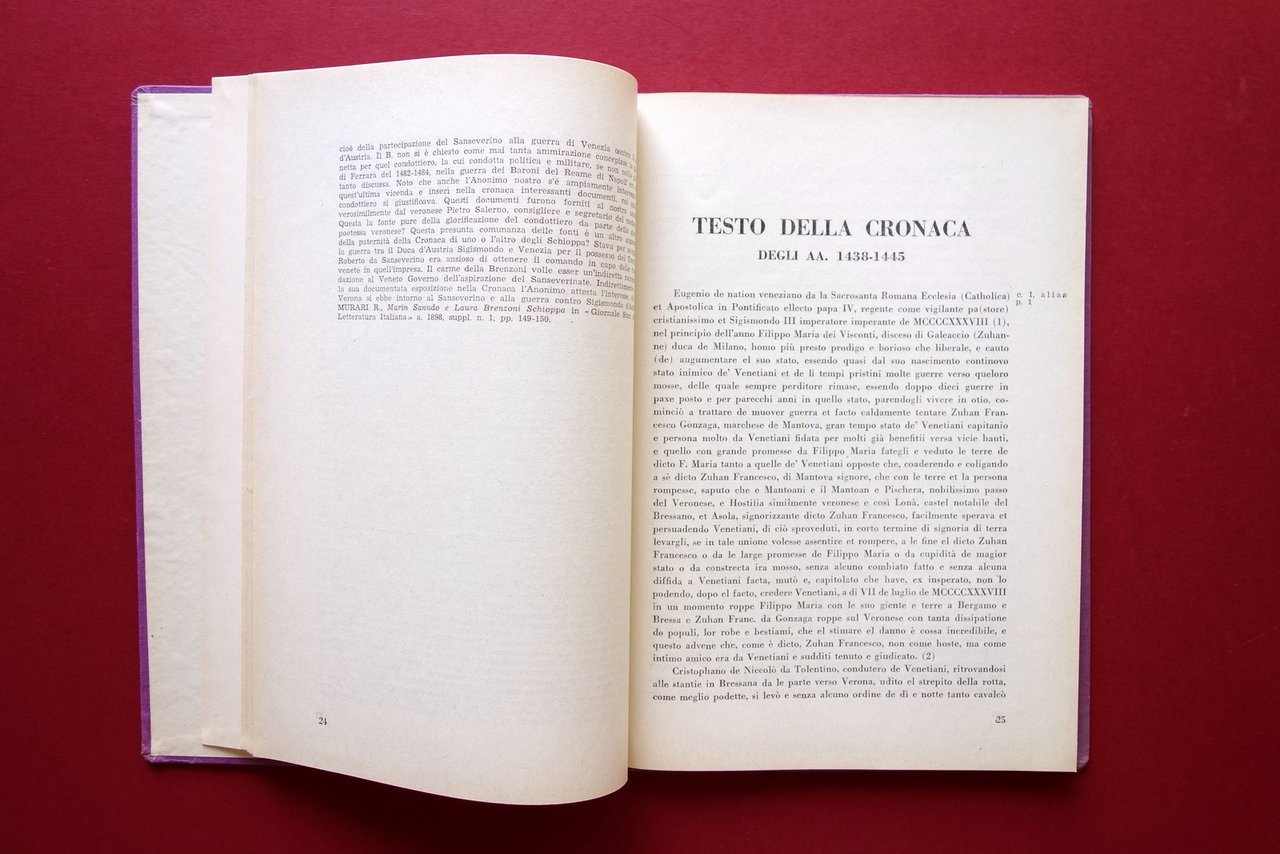 cioè della partecipazione del Sanseverino alla guerra di Venezia contro
d'Austria. Il B. non si è chiesto come mai tanta ammirazione concepisse la
netta per quel condottiero, la cui condotta politica e militare, se non nella
di Ferrara del 1482-1484, nella guerra dei Baroni del Reame di Napoli
tanto discussa. Noto che anche l'Anonimo nostro s'è ampiamente
quest'ultima vicenda e inserì nella cronaca interessanti documenti, coi
condottiero si giustificava. Questi documenti furono forniti al nostro
verosimilmente dal veronese Pietro Salerno, consigliere e segretario del
Questa la fonte pure della glorificazione del condottiero da parte della
poetessa veronese? Questa presunta comunanza delle fonti è un altro
della paternità della Cronaca di uno o l'altro degli Schioppa? Stava per
la guerra tra il Duca d'Austria Sigismondo e Venezia per il possesso del
Roberto da Sanseverino era ansioso di ottenere il comando in capo delle
venete in quell'impresa. Il carme della Brenzoni volle esser un'indiretta
dazione al Veneto Governo dell'aspirazione del Sanseverinate. Indirettamente
la sua documentata esposizione nella Cronaca l'Anonimo attesta l'interesse,
Verona si ebbe intorno al Sanseverino e alla guerra contro Sigismondo
MURARI R., Marin Sanudo e Laura Brenzoni Schioppa in «Giornale Stor.
Letteratura Italiana» a. 1898, suppl. n. 1, pp. 149-150.
24
TESTO DELLA CRONACA
DEGLI AA. 1438-1445
Eugenio de nation veneziano da la Sacrosanta Romana Ecclesia (Catholica) c. 1, alias
et Apostolica in Pontificato ellecto papa IV, regente come vigilante pa(store) p. 1
cristianissimo et Sigismondo III imperatore imperante de MCCCCXXXVIII (1),
nel principio dell'anno Filippo Maria dei Visconti, disceso di Galeaccio (Zuhan-
ne) duca de Milano, homo più presto prodigo e borioso che liberale, e cauto
(de) augumentare el suo stato, essendo quasi dal suo nascimento continovo
stato inimico de' Venetiani et de li tempi pristini molte guerre verso queloro
mosse, delle quale sempre perditore rimase, essendo doppo dieci guerre in
paxe posto e per parecchi anni in quello stato, parendogli vivere in otio, co-
minciò a trattare de muover guerra et facto caldamente tentare Zuhan Fran-
cesco Gonzaga, marchese de Mantova, gran tempo stato de' Venetiani capitanio
e persona molto da Venetiani fidata per molti già benefitii versa vicie hauti,
e quello con grande promesse da Filippo Maria fategli e veduto le terre de
dicto F. Maria tanto a quelle de' Venetiani opposte che, coaderendo e coligando
a sè dicto Zuhan Francesco, di Mantova signore, che con le terre et la persona
rompesse, saputo che e Mantoani e il Mantoan e Pischera, nobilissimo passo
del Veronese, e Hostilia similmente veronese e così Lonà, castel notabile del
Bressano, et Asola, signorizzante dicto Zuhan Francesco, facilmente sperava et
persuadendo Venetiani, di ciò sproveduti, in corto termine di signoria di terra
levargli, se in tale unione volesse assentire et rompere, a le fine el dicto Zuhan
Francesco o da le large promesse de Filippo Maria o da cupidità de magior
stato o da constrecta ira mosso, senza alcuno combiato fatto e senza alcuna
diffida a Venetiani facta, mutò e, capitolato che have, ex insperato, non lo
podendo, dopo el facto, credere Venetiani, a di VII de luglio de MCCCCXXXVIII
in un momento roppe Filippo Maria con le suo giente e terre a Bergamo e
Bressa e Zuhan Franc. da Gonzaga roppe sul Veronese con tanta dissipatione
de populi, lor robe e bestiami, che el stimare el danno è cossa incredibile, e
questo advene che, come è dicto, Zuhan Francesco, non come hoste, ma come
intimo amico era da Venetiani e sudditi tenuto e giudicato. (2)
Cristophano de Niccolò da Tolentino, condutero de Venetiani, ritrovandosi
alle stantie in Bressana da le parte verso Verona, udito el strepito della rotta,
come meglio podette, si levò e senza alcuno ordine de dì e notte tanto cavalcò
25